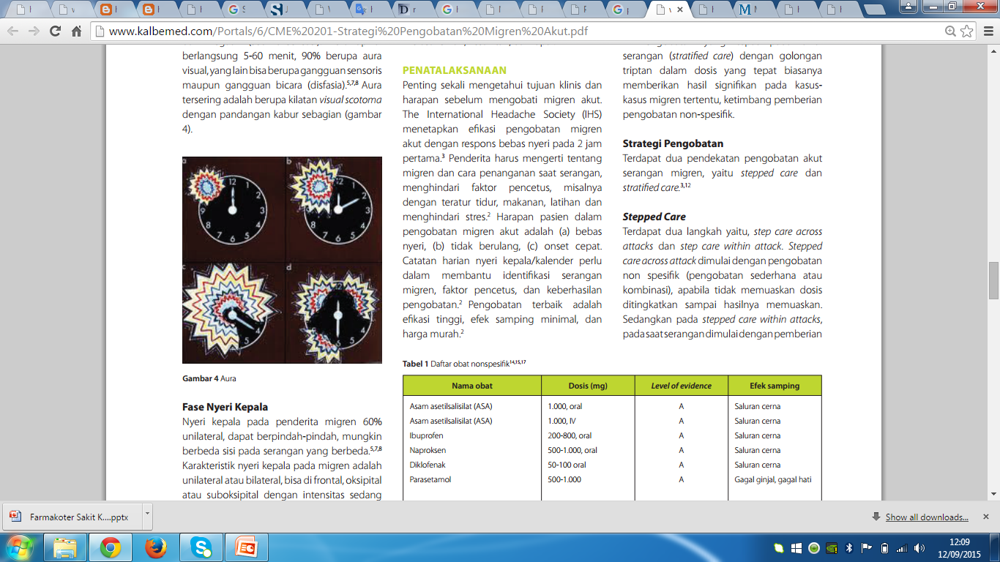 www.kalbemed.com/Portals/6/CME%20201-Strategi%20Pengobatan%20Migren%20Akut.pdf
berlangsung 5-60 menit, 90% berupa aura
visual, yang lain bisa berupa gangguan sensoris
maupun gangguan bicara (disfasia).5,7,8 Aura
tersering adalah berupa kilatan visual scotoma
dengan pandangan kabur sebagian (gambar
4).
a
b
c
d
Gambar 4 Aura
Fase Nyeri Kepala
Nyeri kepala pada penderita migren 60%
unilateral, dapat berpindah-pindah, mungkin
berbeda sisi pada serangan yang berbeda.5,7,8
Karakteristik nyeri kepala pada migren adalah
unilateral atau bilateral, bisa di frontal, oksipital
atau suboksipital dengan intensitas sedang
PENATALAKSANAAN
Penting sekali mengetahui tujuan klinis dan
harapan sebelum mengobati migren akut.
The International Headache Society (IHS)
menetapkan efikasi pengobatan migren
akut dengan respons bebas nyeri pada 2 jam
pertama.3 Penderita harus mengerti tentang
migren dan cara penanganan saat serangan,
menghindari faktor pencetus, misalnya
dengan teratur tidur, makanan, latihan dan
menghindari stres.2 Harapan pasien dalam
pengobatan migren akut adalah (a) bebas
nyeri, (b) tidak berulang, (c) onset cepat.
Catatan harian nyeri kepala/kalender perlu
dalam membantu identifikasi serangan
migren, faktor pencetus, dan keberhasilan
pengobatan.2 Pengobatan terbaik adalah
efikasi tinggi, efek samping minimal, dan
harga murah.2
serangan (stratified care) dengan golongan
triptan dalam dosis yang tepat biasanya
memberikan hasil signifikan pada kasus-
kasus migren tertentu, ketimbang pemberian
pengobatan non-spesifik.
Strategi Pengobatan
Terdapat dua pendekatan pengobatan akut
serangan migren, yaitu stepped care dan
stratified care.3,12
Stepped Care
Terdapat dua langkah yaitu, step care across
attacks dan step care within attack. Stepped
care across attack dimulai dengan pengobatan
non spesifik (pengobatan sederhana atau
kombinasi), apabila tidak memuaskan dosis
ditingkatkan sampai hasilnya memuaskan.
Sedangkan pada stepped care within attacks,
pada saat serangan dimulai dengan pemberian
Tabel 1 Daftar obat nonspesifik14,15,17
Nama obat Dosis (mg) Level of evidence Efek samping
Asam asetilsalisilat (ASA) 1.000, oral A Saluran cerna
Asam asetilsalisilat (ASA) 1.000, IV A Saluran cerna
Ibuprofen 200-800, oral A Saluran cerna
Naproksen 500-1.000, oral A Saluran cerna
Diklofenak 50-100 oral A Saluran cerna
Parasetamol 500-1.000 A Gagal ginjal, gagal hati
Farmakoter Sakit K....pptx
Show all downloads...
12:09
12/09/2015